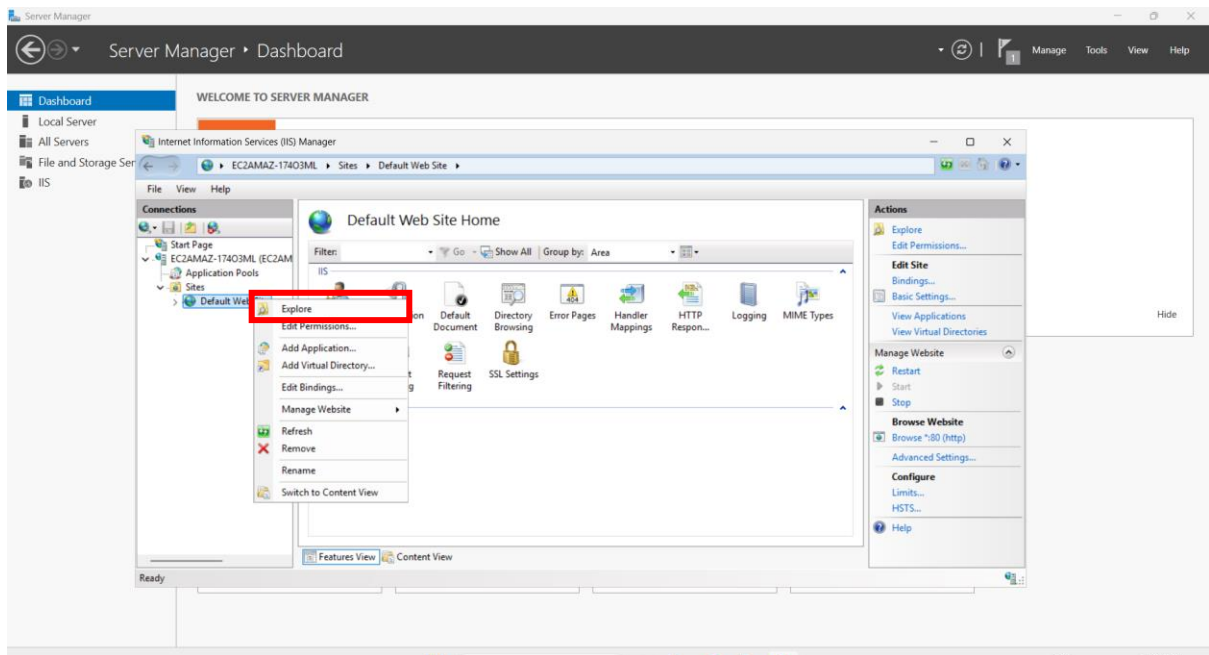 Server Manager
Server Manager • Dashboard
1
Manage Tools View Help
Dashboard
Local Server
All Servers
File and Storage Ser
IIS
WELCOME TO SERVER MANAGER
Hide
Internet Information Services (IIS) Manager
EC2AMAZ-17403ML Sites Default Web Site
File View Help
Connections
Start Page
EC2AMAZ-17403ML (EC2AM
Application Pools
Sites
Default Web
Explore
Edit Permissions...
Add Application...
Add Virtual Directory...
Edit Bindings...
Manage Website
Refresh
Remove
Rename
Switch to Content View
Default Web Site Home
Filter: Go Show All Group by: Area
IIS
on Default Directory Error Pages Handler HTTP Logging MIME Types
Document Browsing Mappings Respon...
t Request SSL Settings
g Filtering
Features View Content View
Actions
Explore
Edit Permissions...
Edit Site
Bindings...
Basic Settings...
View Applications
View Virtual Directories
Manage Website
Restart
Start
Stop
Browse Website
Browse *:80 (http)
Advanced Settings...
Configure
Limits...
HSTS...
Help
Ready